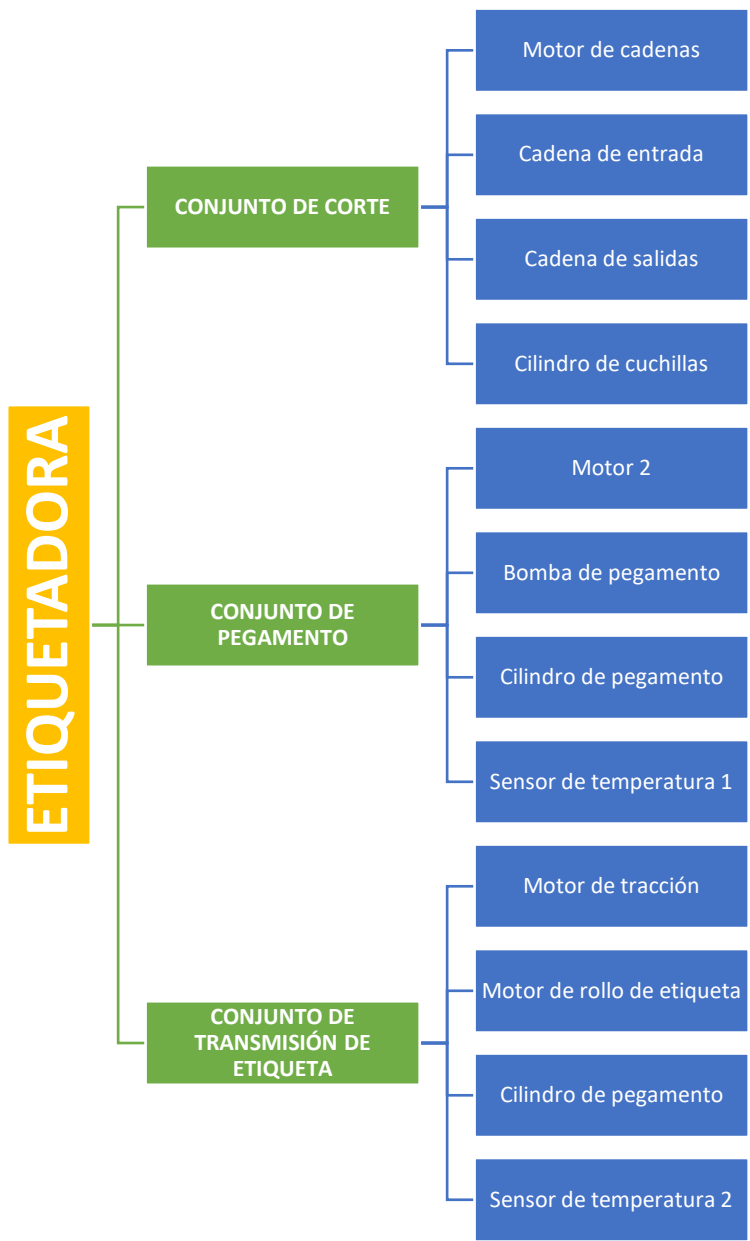 ETIQUETADORA
CONJUNTO DE CORTE
Motor de cadenas
Cadena de entrada
Cadena de salidas
Cilindro de cuchillas
CONJUNTO DE
PEGAMENTO
Motor 2
Bomba de pegamento
Cilindro de pegamento
Sensor de temperatura 1
CONJUNTO DE
TRANSMISIÓN DE
ETIQUETA
Motor de tracción
Motor de rollo de etiqueta
Cilindro de pegamento
Sensor de temperatura 2